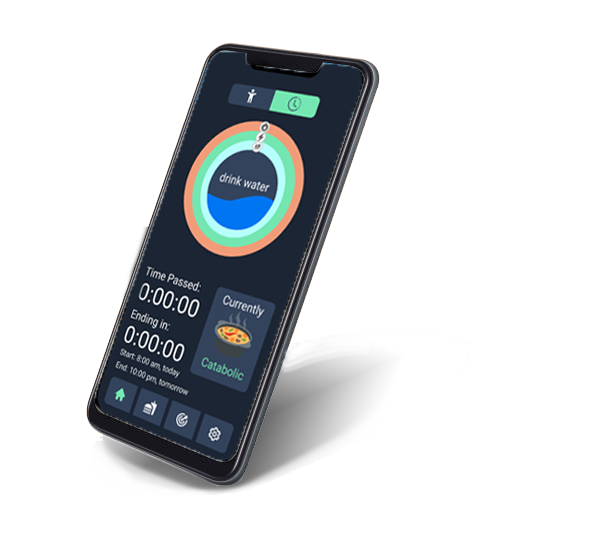 drink water
Time Passed:
0:00:00
Ending in:
0:00:00
Start: 8:00 am, today
End: 10:00 pm, tomorrow
Currently
Catabolic